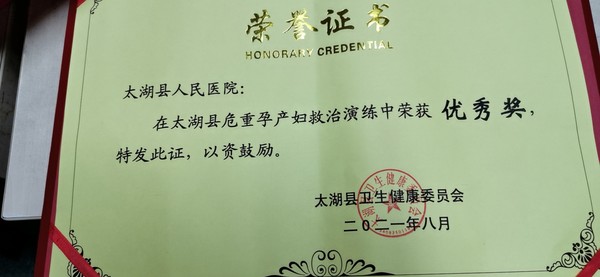 荣誉证书
HONORARY CREDENTIAL
太湖县人民医院：
在太湖县危重孕产妇救治演练中荣获 优秀奖，
特发此证，以资鼓励。
太湖县卫生健康委员会
二0二一年八月